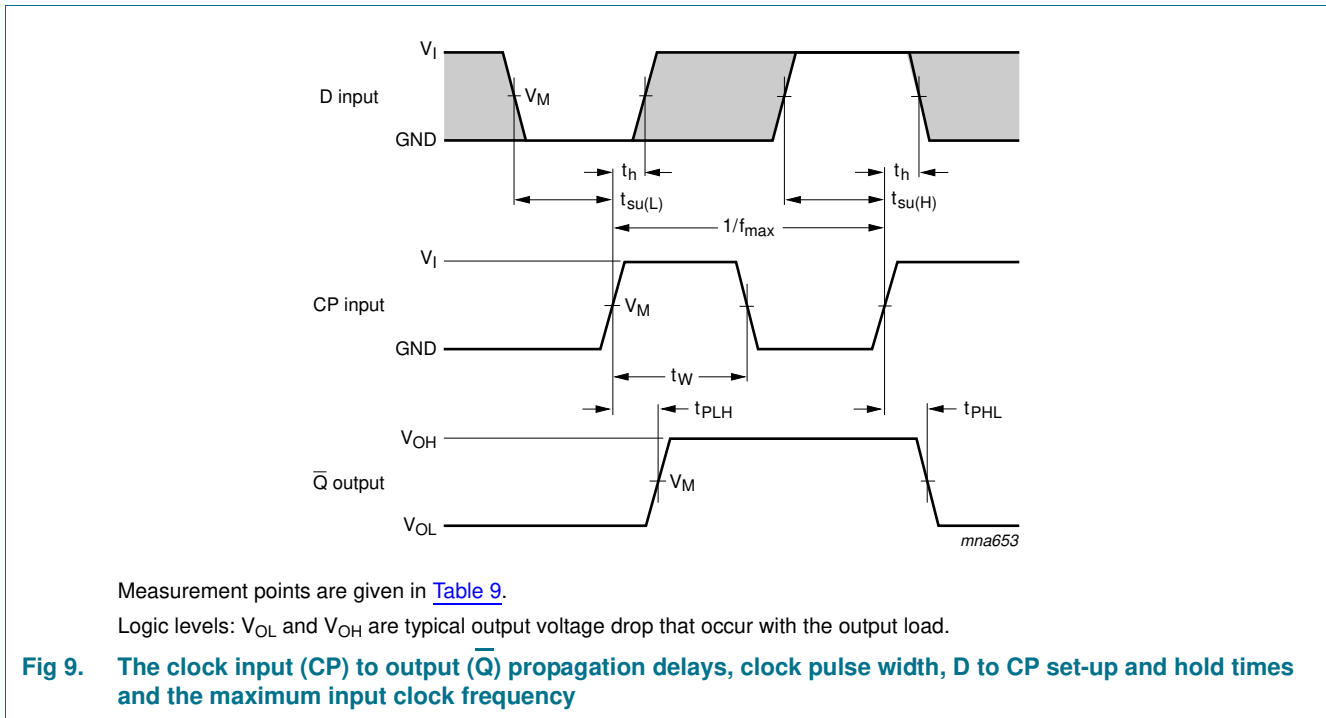 V_I
D input
V_M
GND
t_h
t_h
t_su(L)
t_su(H)
1/f_max
V_I
CP input
V_M
GND
t_W
t_PLH
t_PHL
V_OH
Q̅ output
V_M
V_OL
mna653
Measurement points are given in Table 9.
Logic levels: V_OL and V_OH are typical output voltage drop that occur with the output load.
Fig 9. The clock input (CP) to output (Q̅) propagation delays, clock pulse width, D to CP set-up and hold times
and the maximum input clock frequency